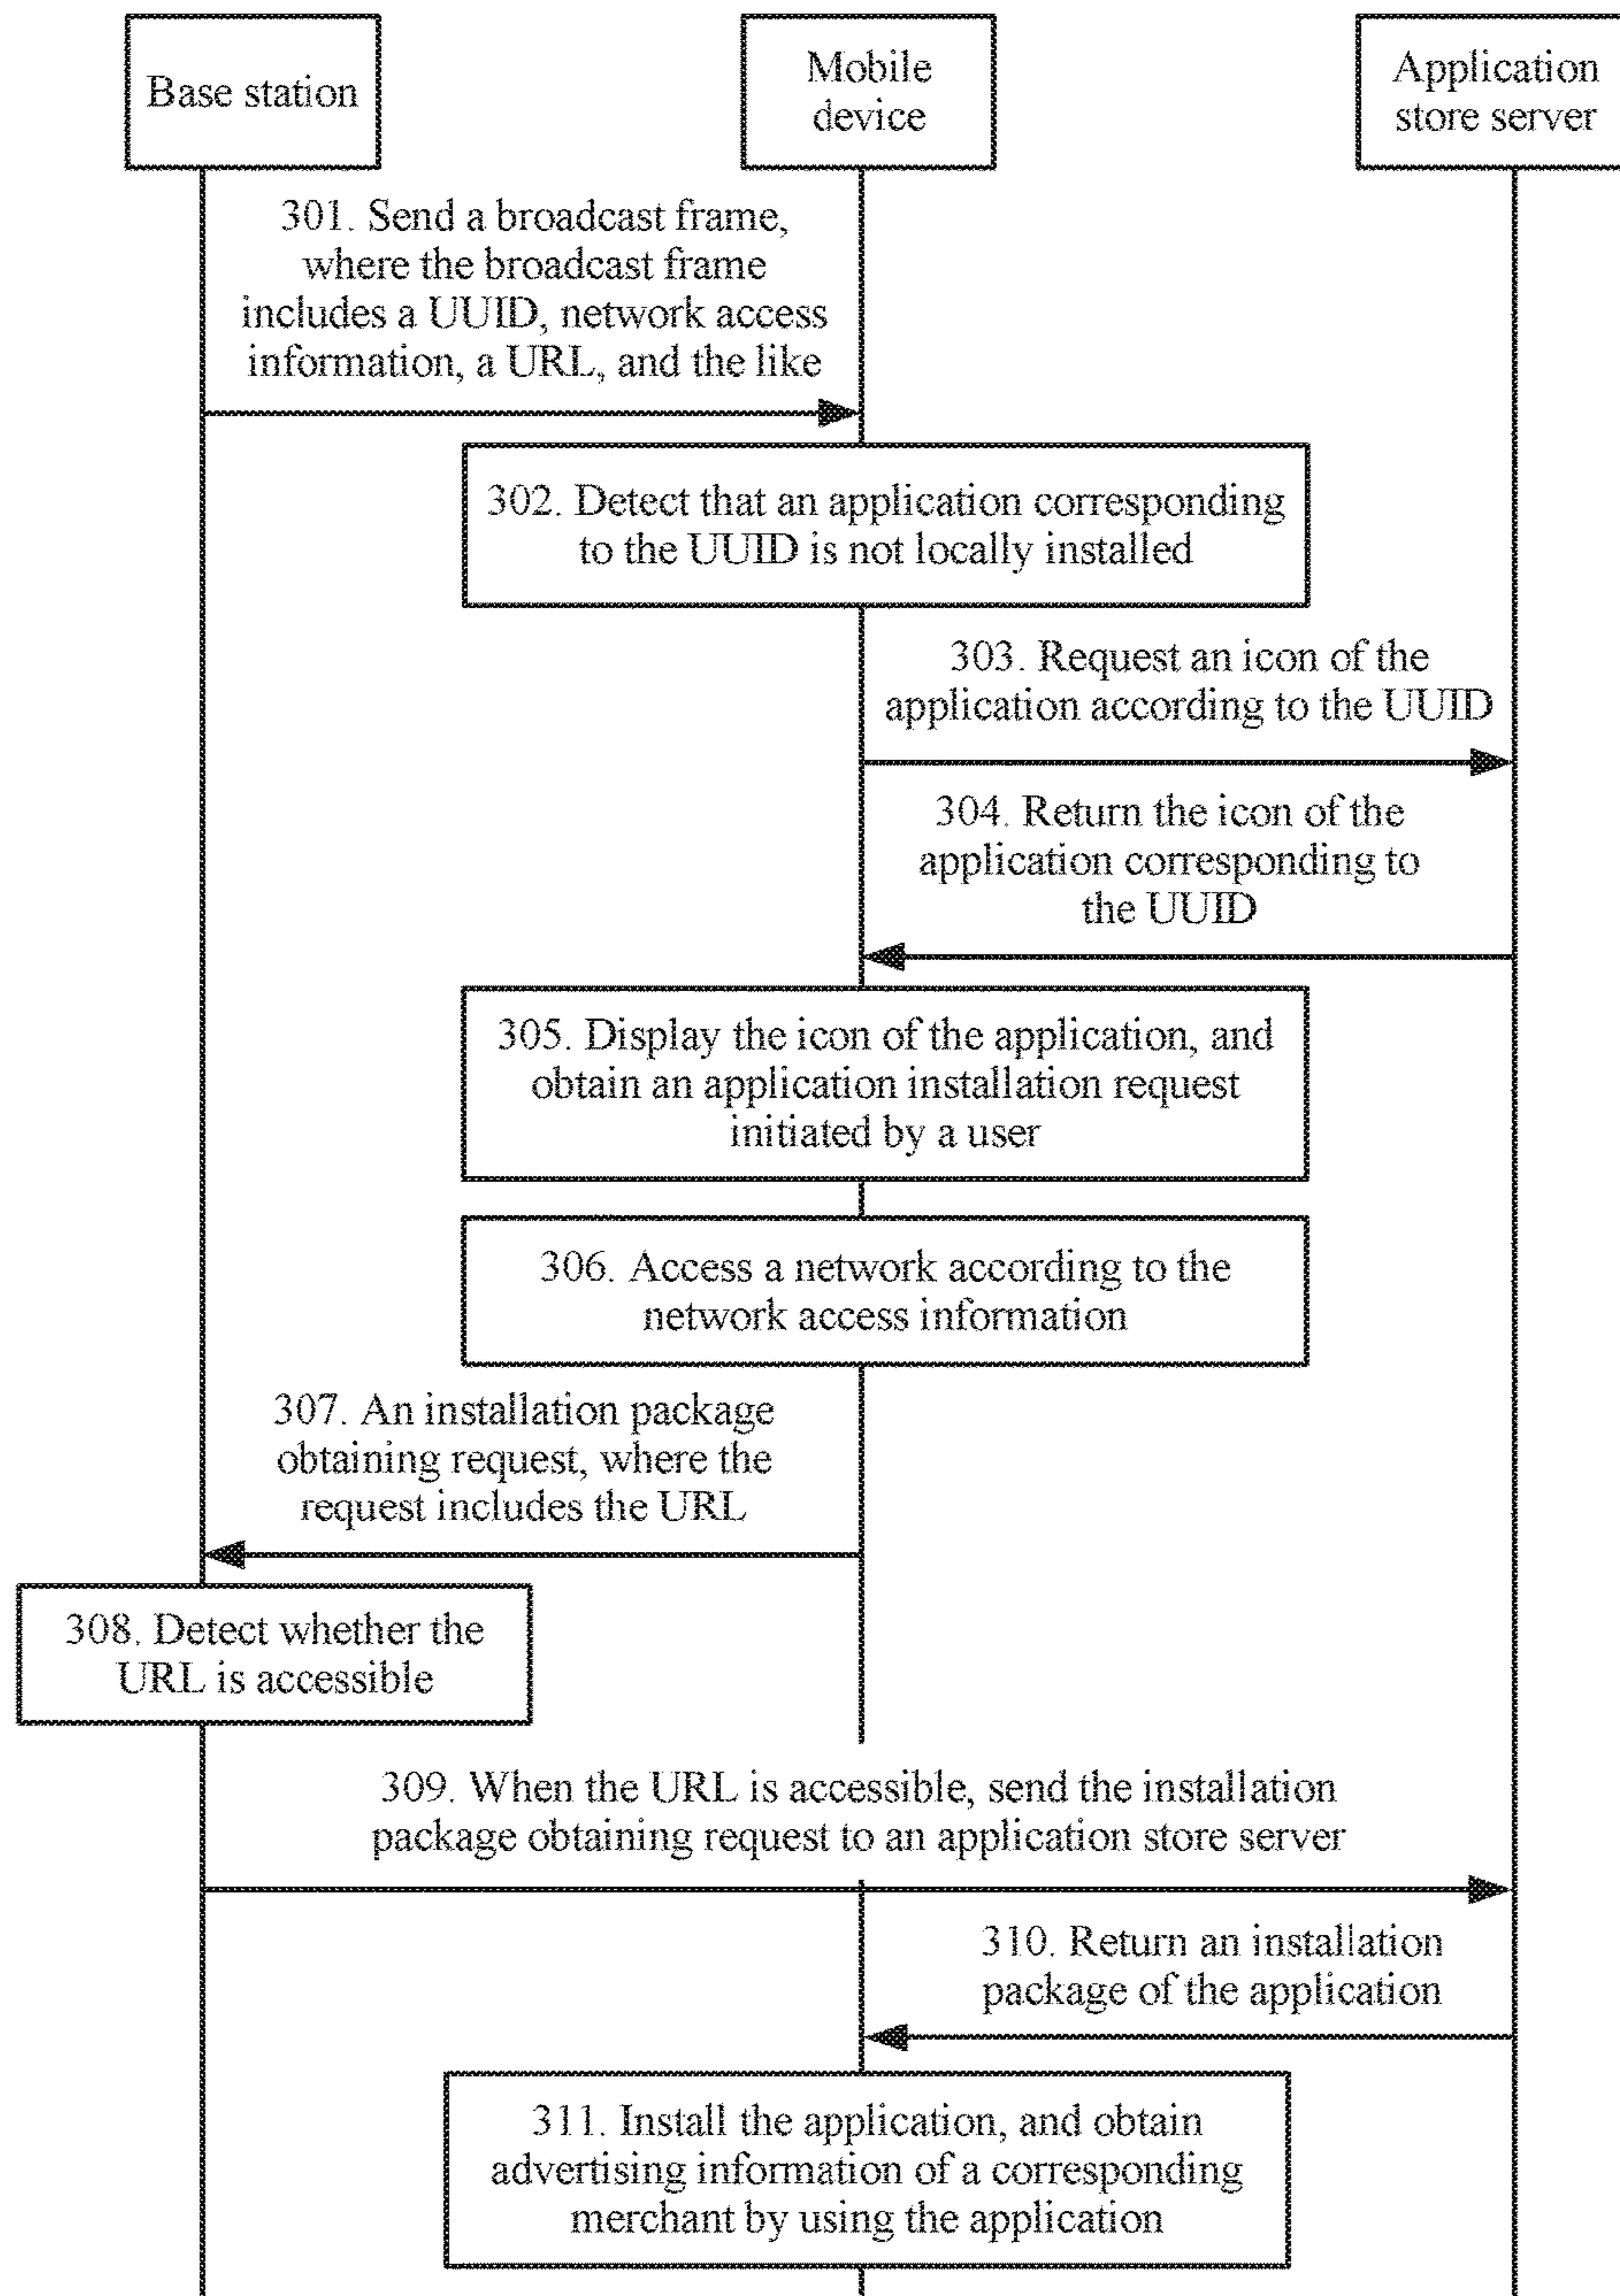 Base station
Mobile
device
Application
store server
301. Send a broadcast frame,
where the broadcast frame
includes a UUID, network access
information, a URL, and the like
302. Detect that an application corresponding
to the UUID is not locally installed
303. Request an icon of the
application according to the UUID
304. Return the icon of the
application corresponding to
the UUID
305. Display the icon of the application, and
obtain an application installation request
initiated by a user
306. Access a network according to the
network access information
307. An installation package
obtaining request, where the
request includes the URL
308. Detect whether the
URL is accessible
309. When the URL is accessible, send the installation
package obtaining request to an application store server
310. Return an installation
package of the application
311. Install the application, and obtain
advertising information of a corresponding
merchant by using the application